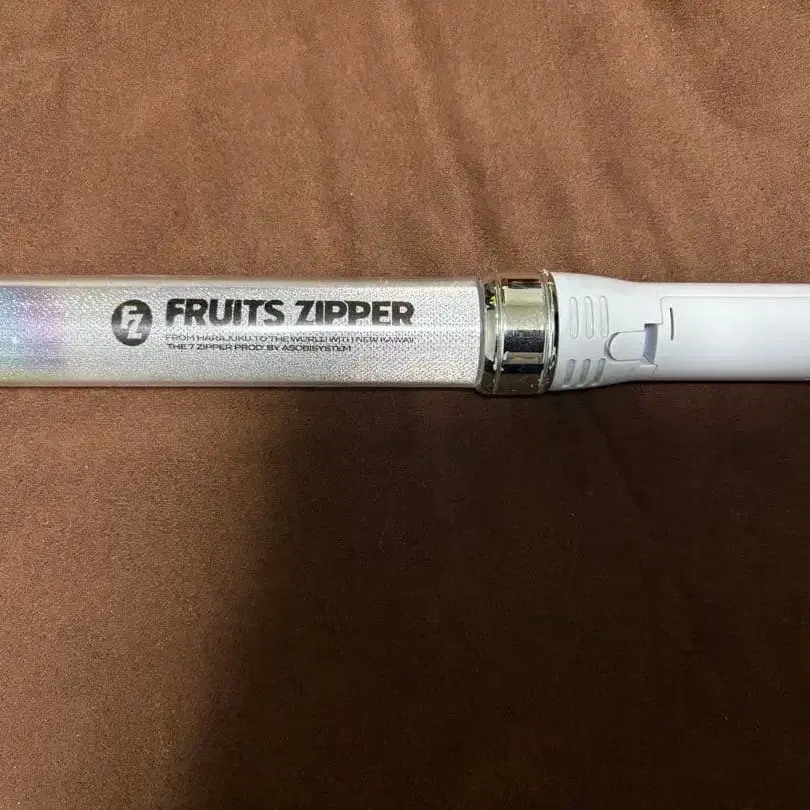 FZ
FRUITS ZIPPER
FROM HARAJUKU TO THE WORLD WITH NEW KAWAII
THE 7 ZIPPER PROD. BY ASOBISYSTEM